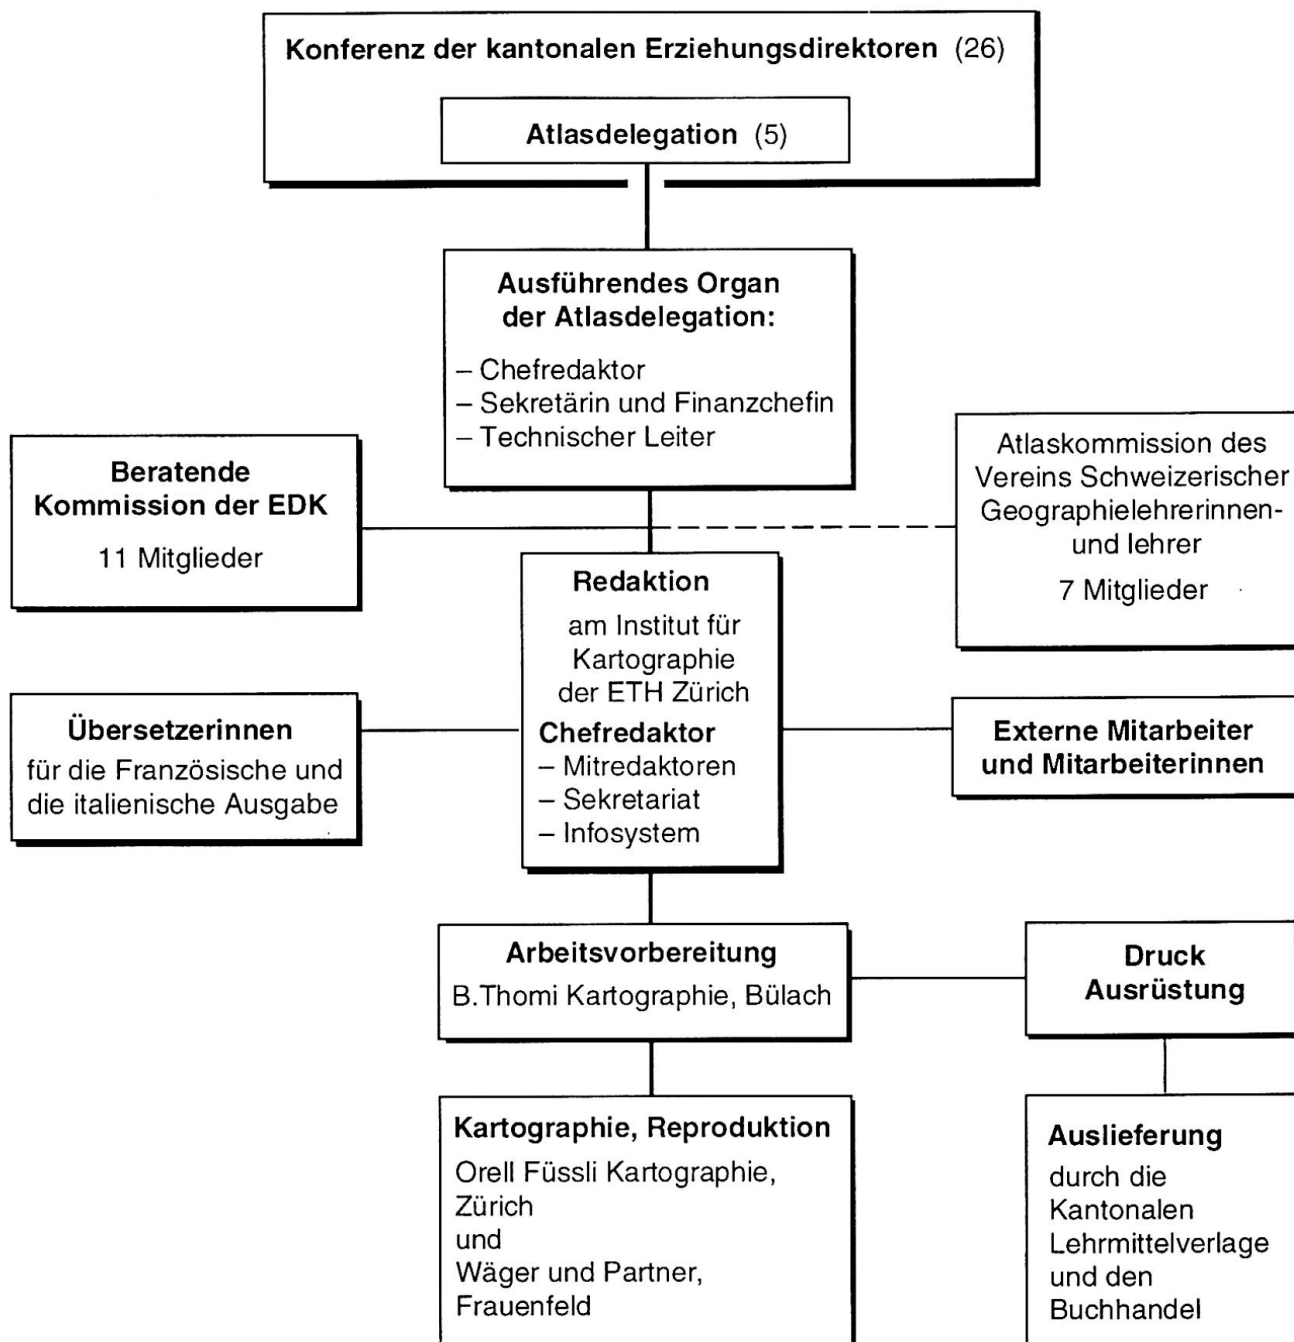 Konferenz der kantonalen Erziehungsdirektoren (26)
Atlasdelegation (5)
Ausführendes Organ
der Atlasdelegation:
– Chefredaktor
– Sekretärin und Finanzchefin
– Technischer Leiter
Beratende
Kommission der EDK
11 Mitglieder
Atlaskommission des
Vereins Schweizerischer
Geographielehrerinnen-
und lehrer
7 Mitglieder
Redaktion
am Institut für
Kartographie
der ETH Zürich
Chefredaktor
– Mitredaktoren
– Sekretariat
– Infosystem
Übersetzerinnen
für die Französische und
die italienische Ausgabe
Externe Mitarbeiter
und Mitarbeiterinnen
Arbeitsvorbereitung
B.Thomi Kartographie, Bülach
Druck
Ausrüstung
Kartographie, Reproduktion
Orell Füssli Kartographie,
Zürich
und
Wäger und Partner,
Frauenfeld
Auslieferung
durch die
Kantonalen
Lehrmittelverlage
und den
Buchhandel